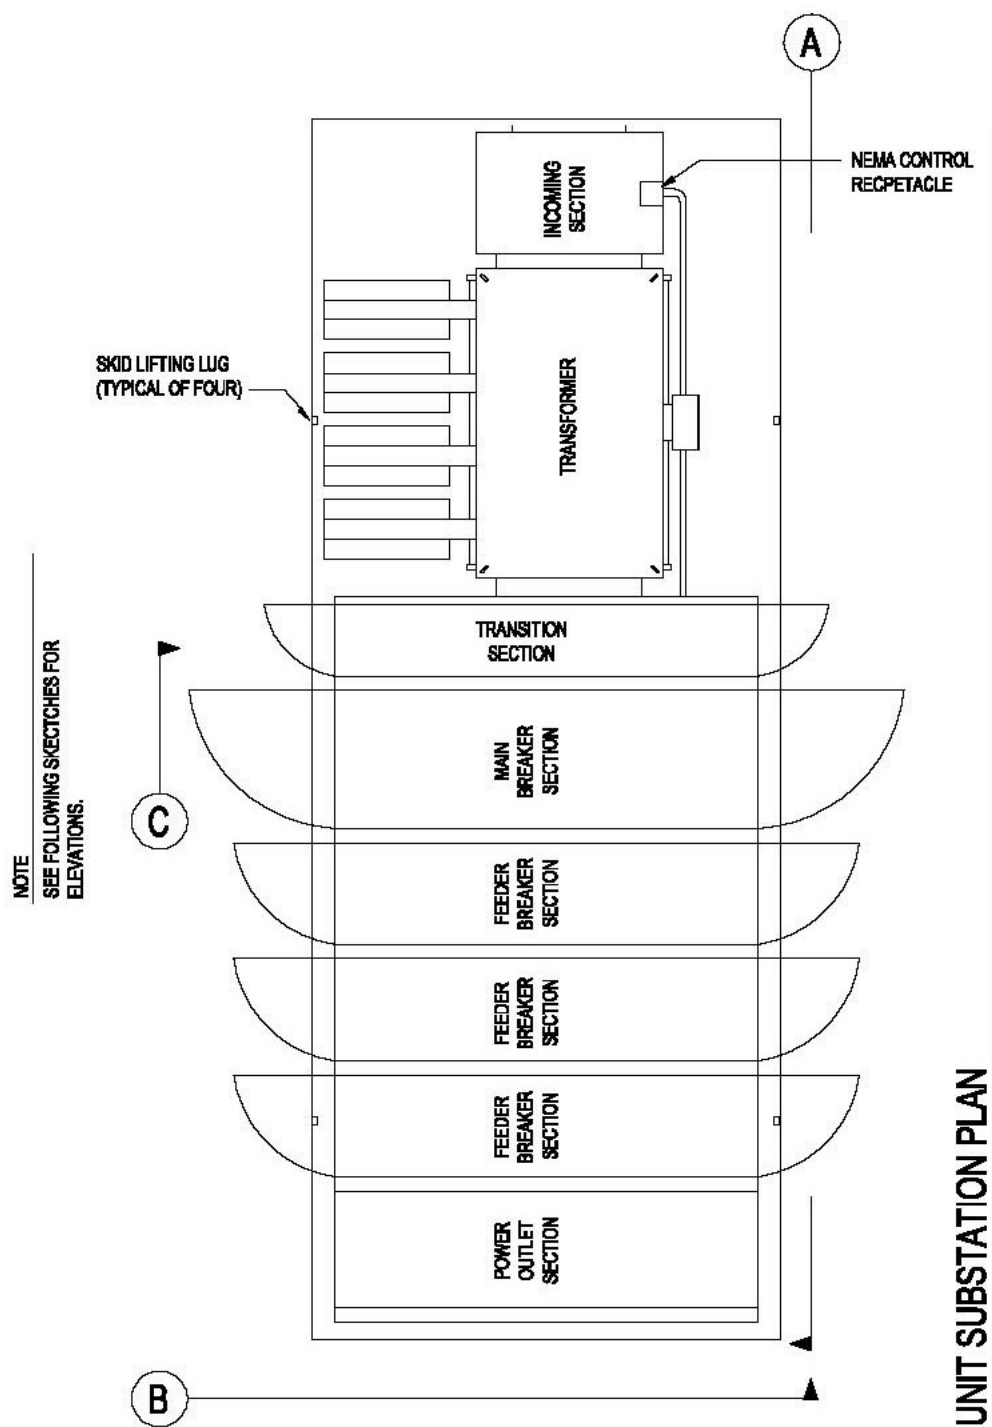 A
NEMA CONTROL
RECPETACLE
INCOMING
SECTION
SKID LIFTING LUG
(TYPICAL OF FOUR)
TRANSFORMER
NOTE
SEE FOLLOWING SKECTCHES FOR
ELEVATIONS.
TRANSITION
SECTION
MAIN
BREAKER
SECTION
C
FEEDER
BREAKER
SECTION
FEEDER
BREAKER
SECTION
FEEDER
BREAKER
SECTION
POWER
OUTLET
SECTION
B
UNIT SUBSTATION PLAN